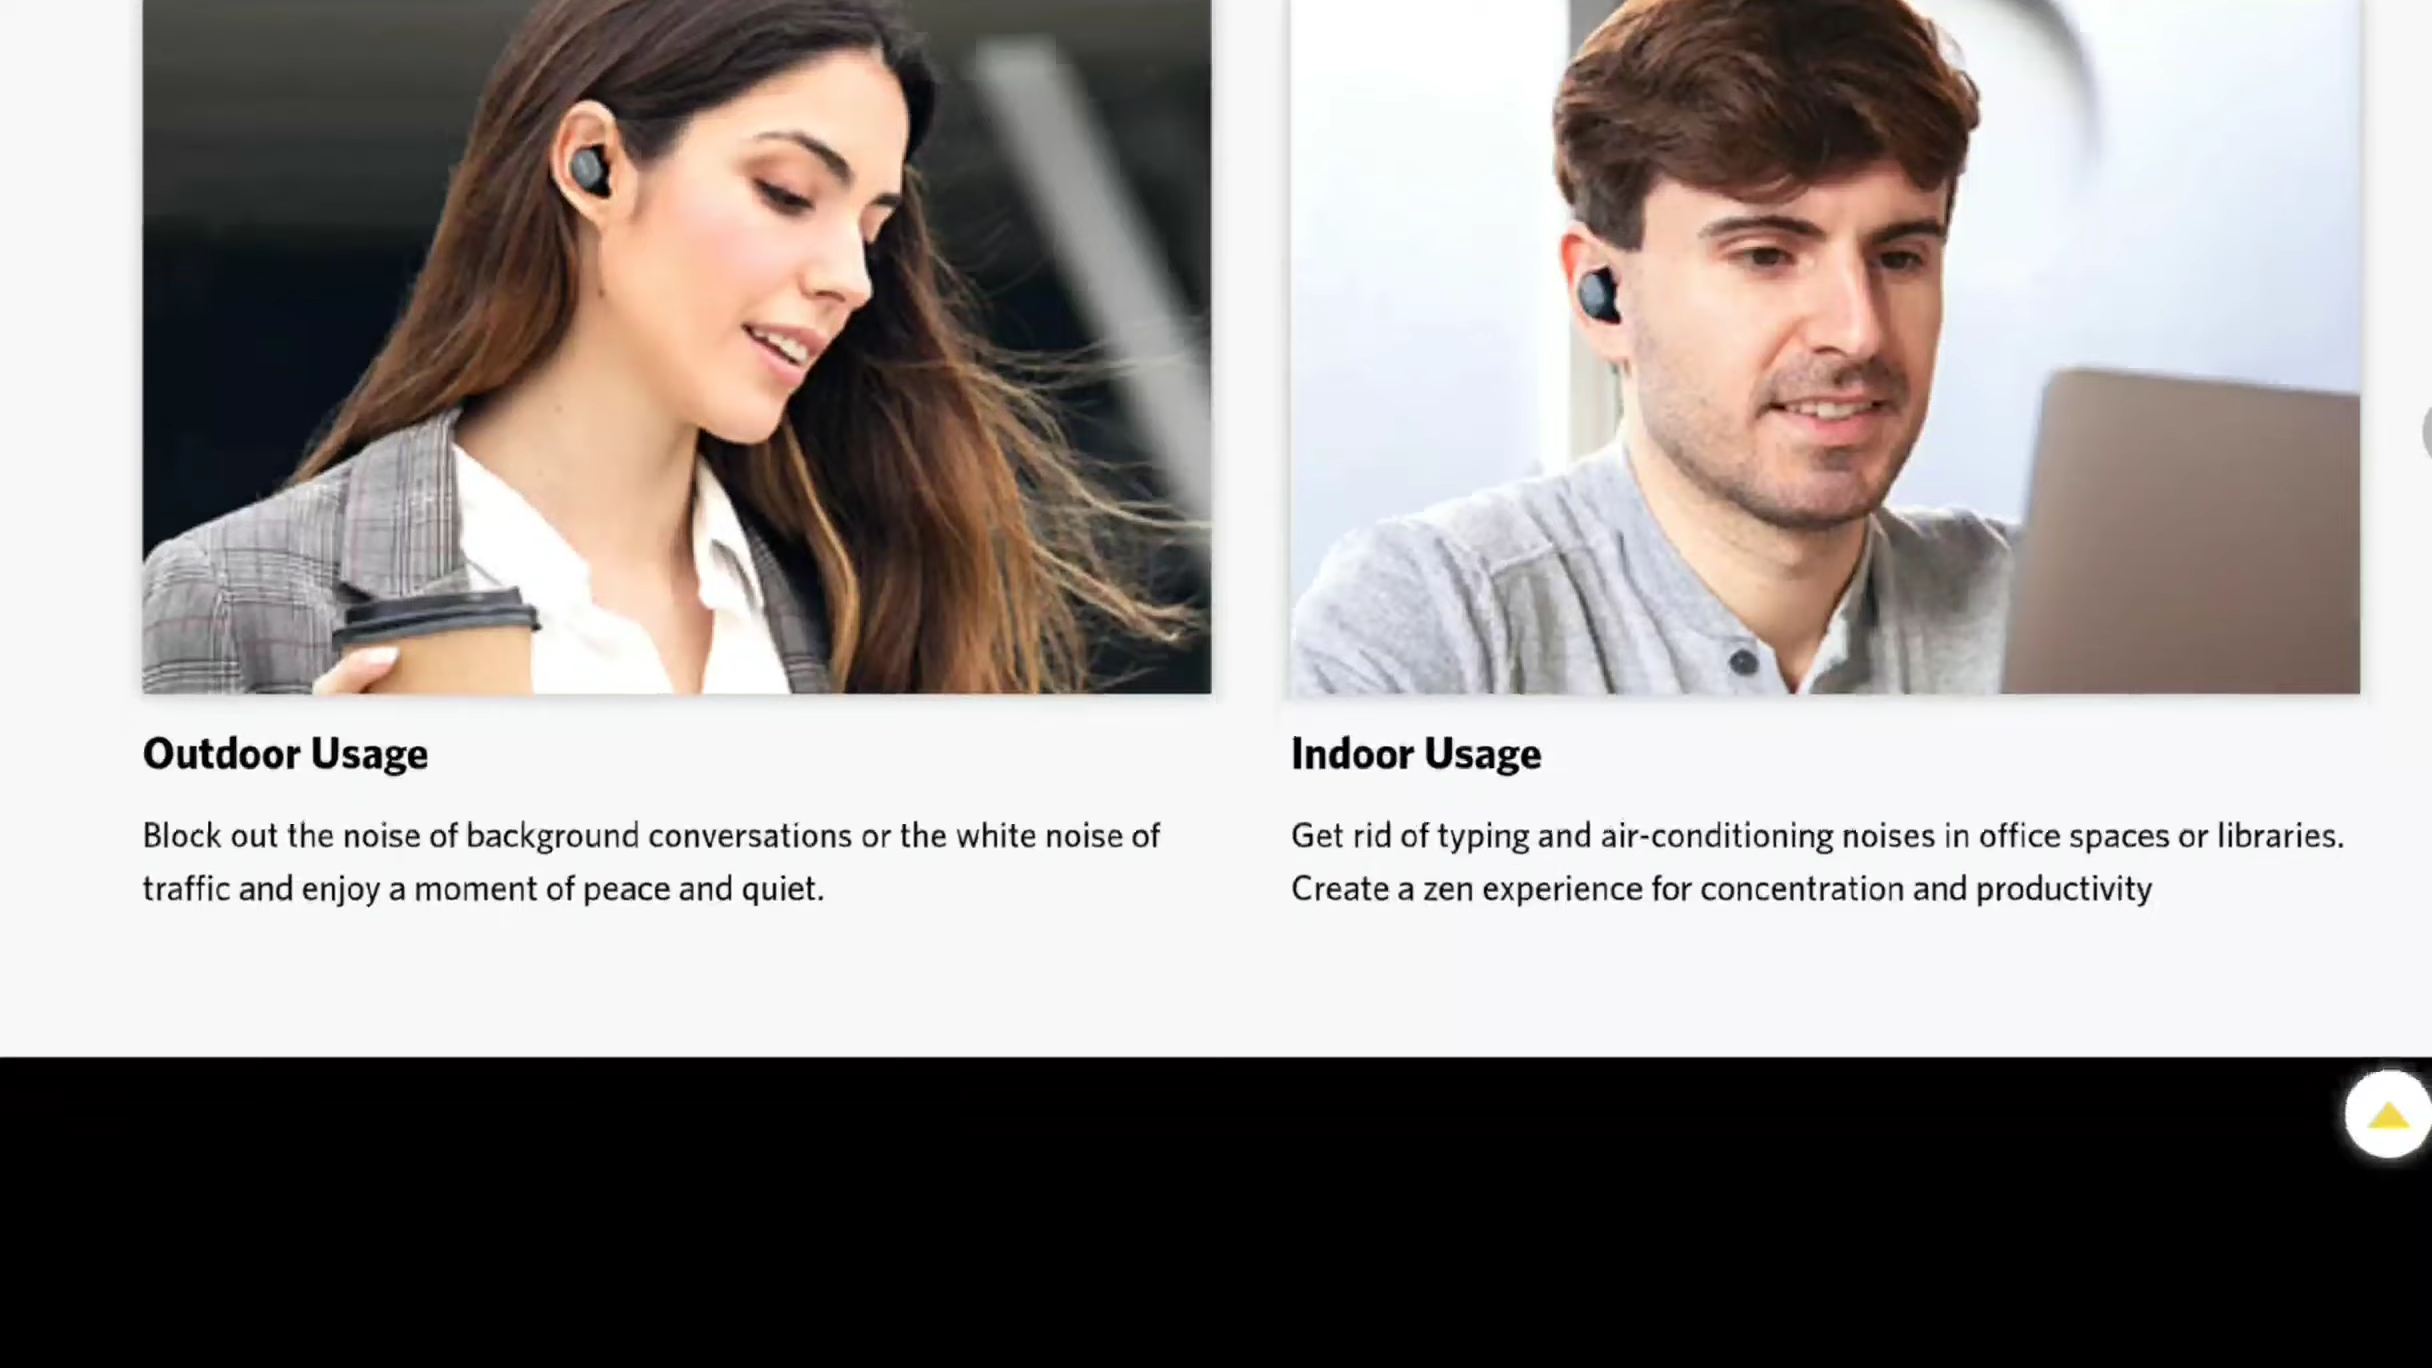 Outdoor Usage
Block out the noise of background conversations or the white noise of
traffic and enjoy a moment of peace and quiet.
Indoor Usage
Get rid of typing and air-conditioning noises in office spaces or libraries.
Create a zen experience for concentration and productivity